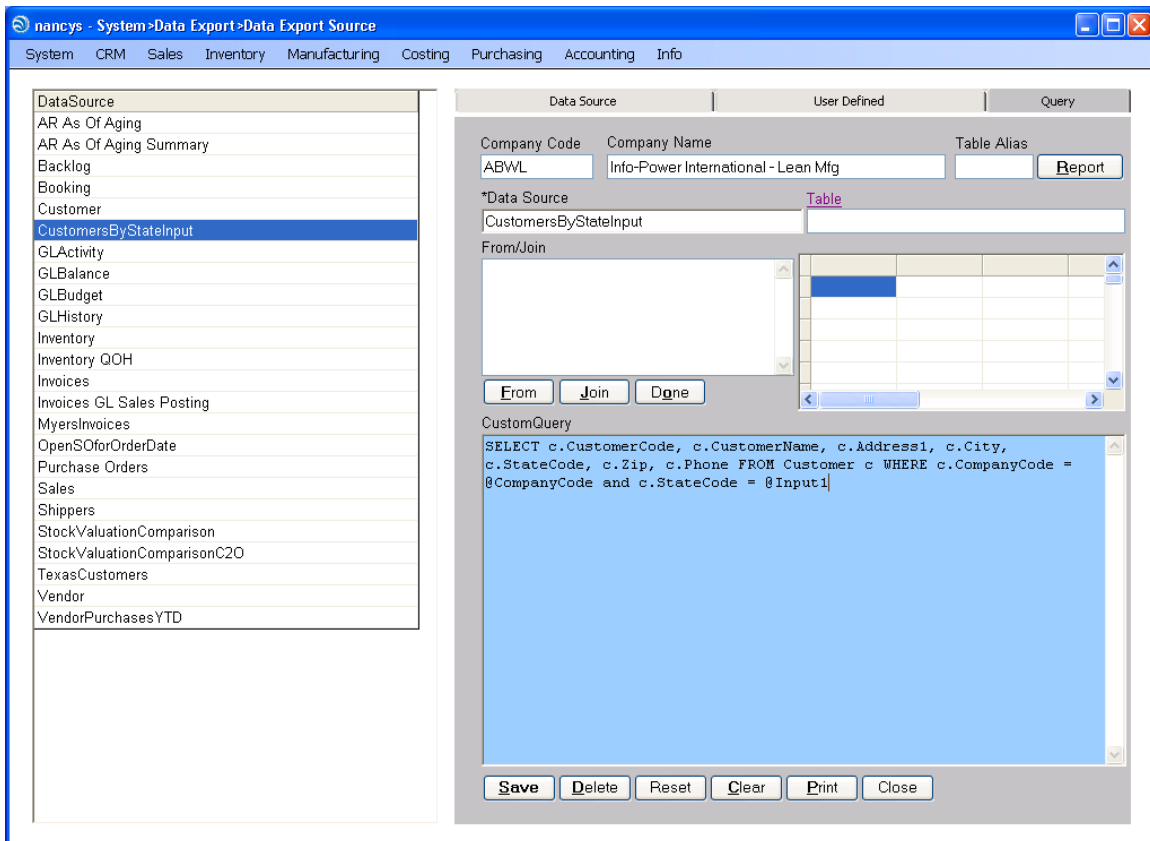 nancys - System>Data Export>Data Export Source
System CRM Sales Inventory Manufacturing Costing Purchasing Accounting Info
DataSource
AR As Of Aging
AR As Of Aging Summary
Backlog
Booking
Customer
CustomersByStateInput
GLActivity
GLBalance
GLBudget
GLHistory
Inventory
Inventory QOH
Invoices
Invoices GL Sales Posting
MyersInvoices
OpenSOforOrderDate
Purchase Orders
Sales
Shippers
StockValuationComparison
StockValuationComparisonC2O
TexasCustomers
Vendor
VendorPurchasesYTD
Data Source User Defined Query
Company Code Company Name Table Alias
ABWL Info-Power International - Lean Mfg Report
*Data Source Table
CustomersByStateInput
From/Join
From Join Done
CustomQuery
SELECT c.CustomerCode, c.CustomerName, c.Address1, c.City,
c.StateCode, c.Zip, c.Phone FROM Customer c WHERE c.CompanyCode =
@CompanyCode and c.StateCode = @Input1
Save Delete Reset Clear Print Close